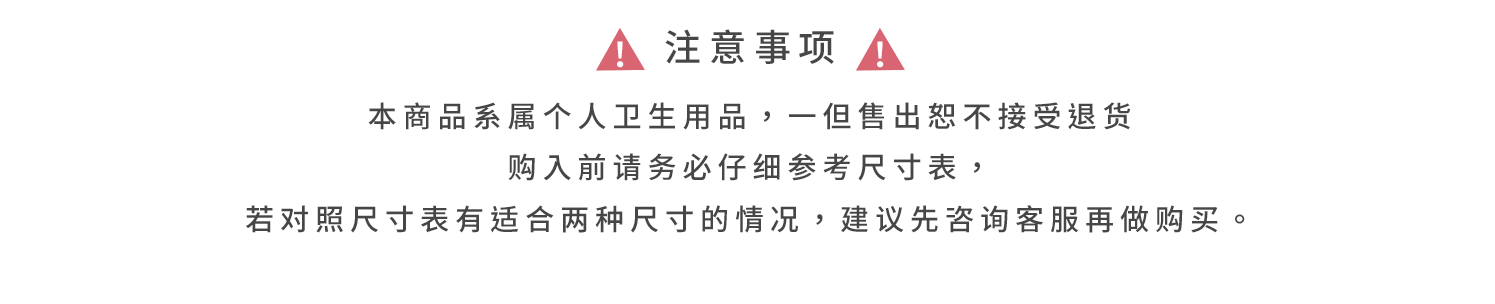 注意事项
本商品系属个人卫生用品，一但售出恕不接受退货
购入前请务必仔细参考尺寸表，
若对照尺寸表有适合两种尺寸的情况，建议先咨询客服再做购买。